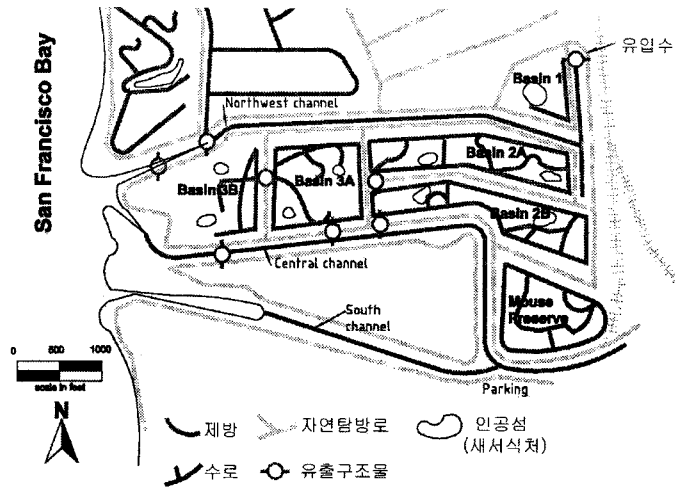 San Francisco Bay
유입수
Basin 1
Northwest channel
Basin 2A
Basin 3B
Basin 3A
Basin 2B
Central channel
South
channel
Mouse
Preserve
Parking
0 500 1000
scale in feet
N
제방
자연탐방로
인공섬
(새서식처)
수로
유출구조물